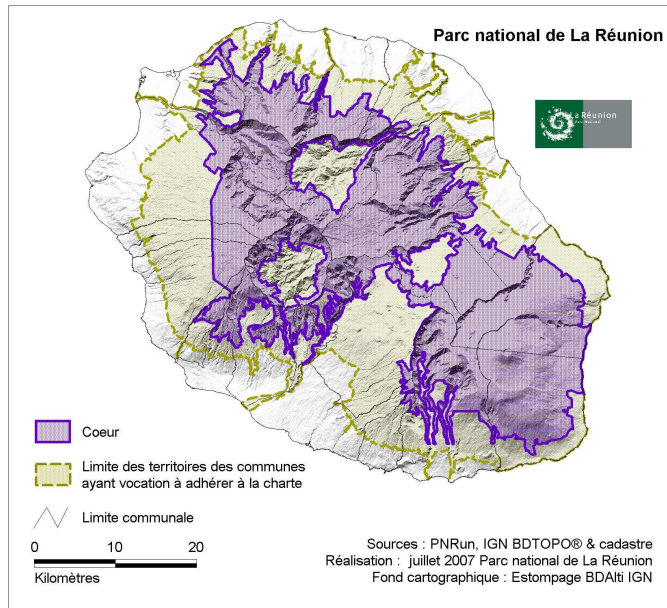 Parc national de La Réunion
La Réunion
Parc national
Coeur
Limite des territoires des communes
ayant vocation à adhérer à la charte
Limite communale
0 10 20
Kilomètres
Sources : PNRun, IGN BDTOPO® & cadastre
Réalisation : juillet 2007 Parc national de La Réunion
Fond cartographique : Estompage BDAlti IGN